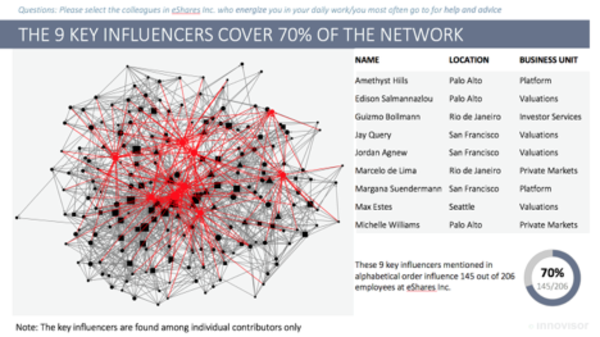 Questions: Please select the colleagues in eShares Inc. who energize you in your daily work/you most often go to for help and advice
THE 9 KEY INFLUENCERS COVER 70% OF THE NETWORK
NAME LOCATION BUSINESS UNIT
Amethyst Hills Palo Alto Platform
Edison Salmannazlou Palo Alto Valuations
Guizmo Bollmann Rio de Janeiro Investor Services
Jay Query San Francisco Valuations
Jordan Agnew San Francisco Valuations
Marcelo de Lima Rio de Janeiro Private Markets
Margana Suendermann San Francisco Platform
Max Estes Seattle Valuations
Michelle Williams Palo Alto Private Markets
These 9 key influencers mentioned in
alphabetical order influence 145 out of 206
employees at eShares Inc.
70%
145/206
Note: The key influencers are found among individual contributors only
innovisor